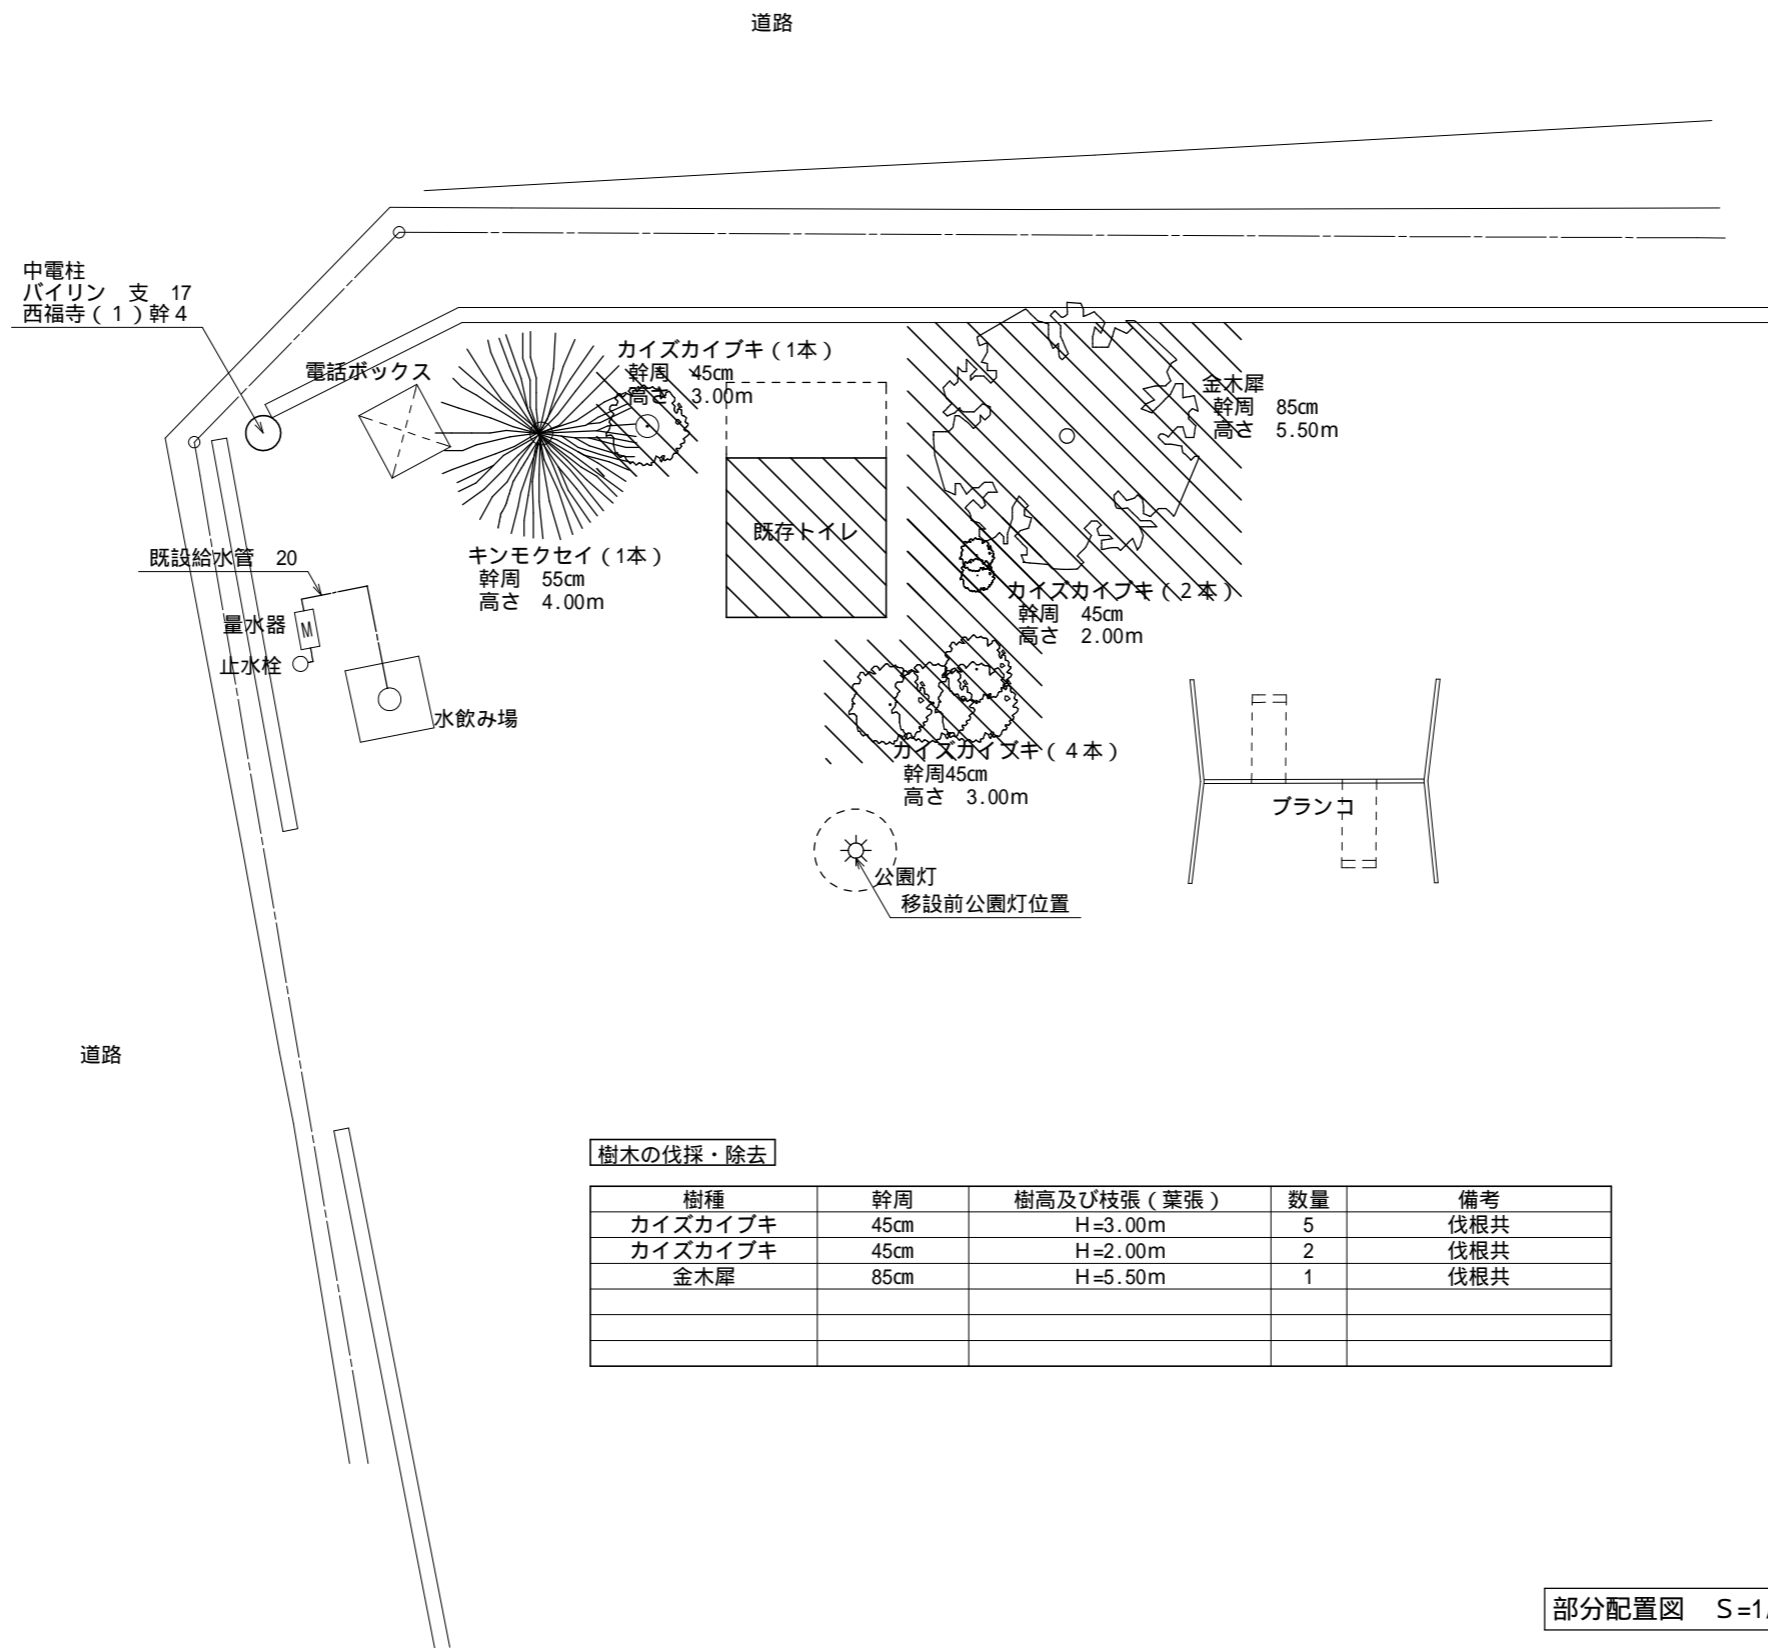 道路
中電柱
バイリン 支 17
西福寺(1)幹4
電話ボックス
カイズカイブキ(1本)
幹周 45㎝
高さ 3.00m
金木犀
幹周 85㎝
高さ 5.50m
既存トイレ
キンモクセイ(1本)
幹周 55㎝
高さ 4.00m
既設給水管 20
量水器
M
止水栓
水飲み場
カイズカイブキ(2本)
幹周 45㎝
高さ 2.00m
カイズカイブキ(4本)
幹周45㎝
高さ 3.00m
ブランコ
公園灯
移設前公園灯位置
道路
樹木の伐採・除去
樹種 幹周 樹高及び枝張(葉張) 数量 備考
カイズカイブキ 45㎝ H=3.00m 5 伐根共
カイズカイブキ 45㎝ H=2.00m 2 伐根共
金木犀 85㎝ H=5.50m 1 伐根共
部分配置図 S=1/